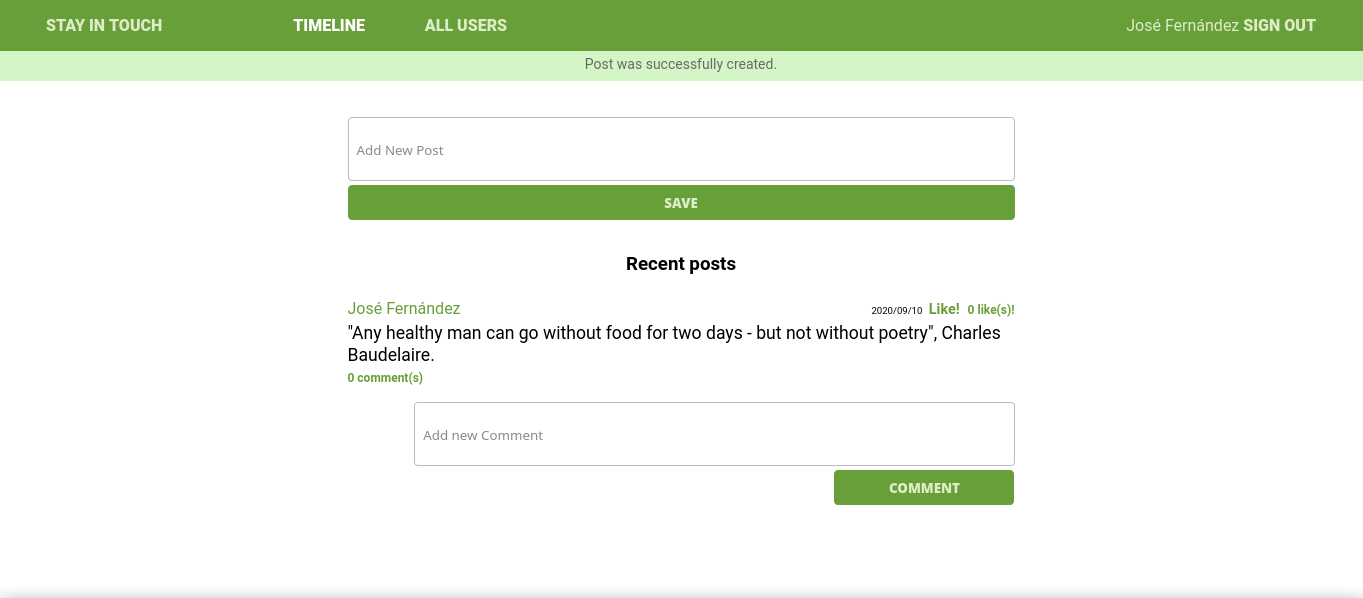 STAY IN TOUCH TIMELINE ALL USERS José Fernández SIGN OUT
Post was successfully created.
Add New Post
SAVE
Recent posts
José Fernández 2020/09/10 Like! 0 like(s)!
"Any healthy man can go without food for two days - but not without poetry", Charles
Baudelaire.
0 comment(s)
Add new Comment
COMMENT